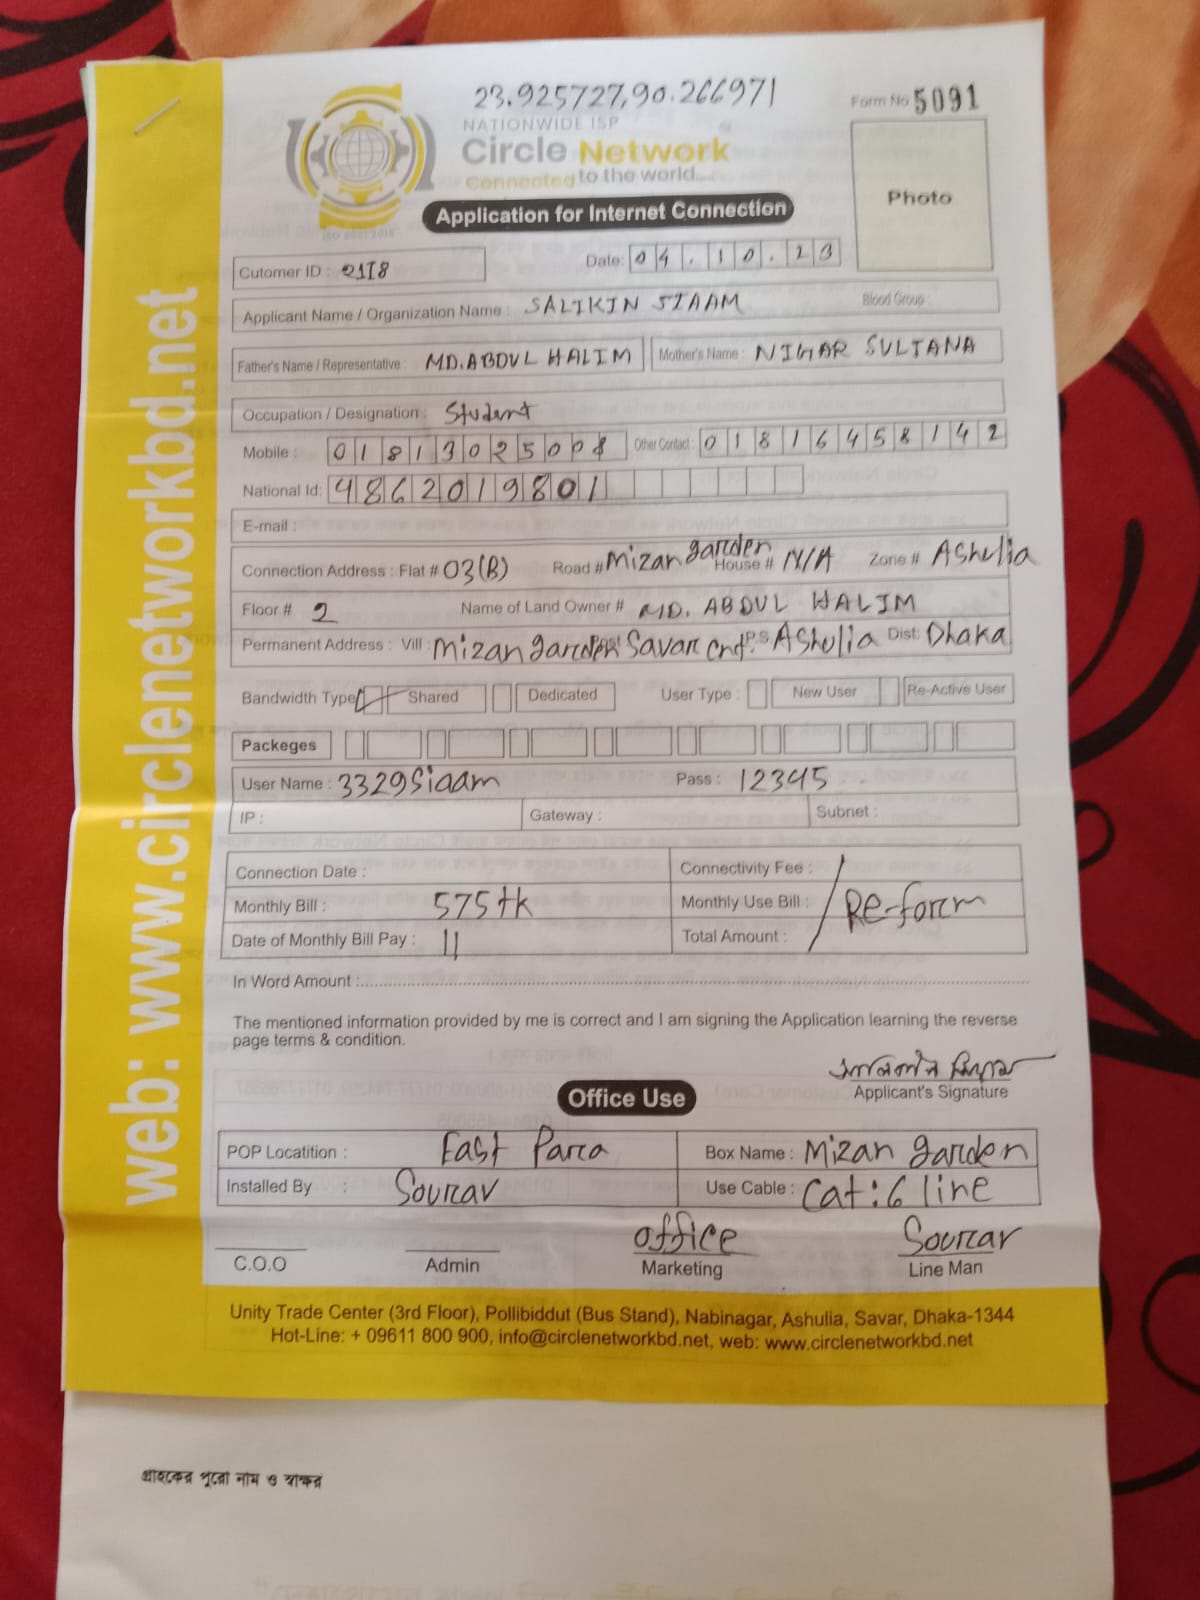 23.925727,90.266971
Form No 5091
NATIONWIDE ISP
Circle Network
Connected to the world....
ISO 9001:2015
Photo
Application for Internet Connection
Cutomer ID : 2178
Date: 04.10.23
Applicant Name / Organization Name : SALIKIN SIAAM Blood Group :
Father's Name / Representative : MD. ABDUL HALIM Mother's Name : NIGAR SULTANA
Occupation / Designation : Student
Mobile : 01813025008 Other Contact : 01816458142
National Id: 4862019801
E-mail :
Connection Address : Flat # 03(B) Road # Mizan garden House # N/A Zone # Ashulia
Floor # 2 Name of Land Owner # MD. ABDUL HALIM
Permanent Address : Vill : Mizan garden Post Savar cnt. P.S Ashulia Dist: Dhaka
Bandwidth Type Shared Dedicated User Type : New User Re-Active User
Packeges
User Name : 3329Siaam Pass : 12345
IP : Gateway : Subnet :
Connection Date : Connectivity Fee :
Monthly Bill : 575tk Monthly Use Bill : Re-form
Date of Monthly Bill Pay : 11 Total Amount :
In Word Amount :
The mentioned information provided by me is correct and I am signing the Application learning the reverse
page terms & condition.
Applicant's Signature
Office Use
POP Locatition : East Para Box Name : Mizan garden
Installed By : Sourav Use Cable : Cat:6 line
office Sourav
C.O.O Admin Marketing Line Man
Unity Trade Center (3rd Floor), Pollibiddut (Bus Stand), Nabinagar, Ashulia, Savar, Dhaka-1344
Hot-Line: + 09611 800 900, info@circlenetworkbd.net, web: www.circlenetworkbd.net
web: www.circlenetworkbd.net
গ্রাহকের পুরো নাম ও স্বাক্ষর